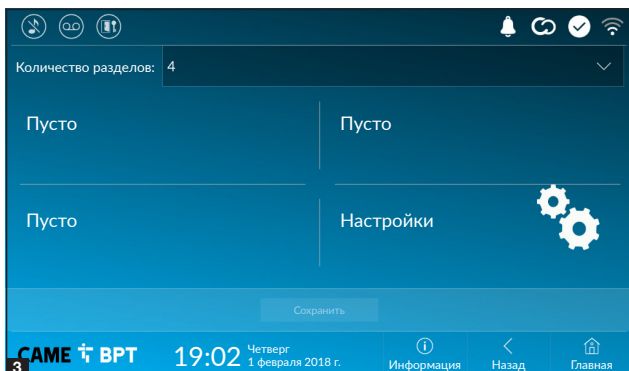 Количество разделов: 4
Пусто
Пусто
Пусто
Настройки
Сохранить
3
CAME BPT
19:02
Четверг
1 февраля 2018 г.
Информация
Назад
Главная